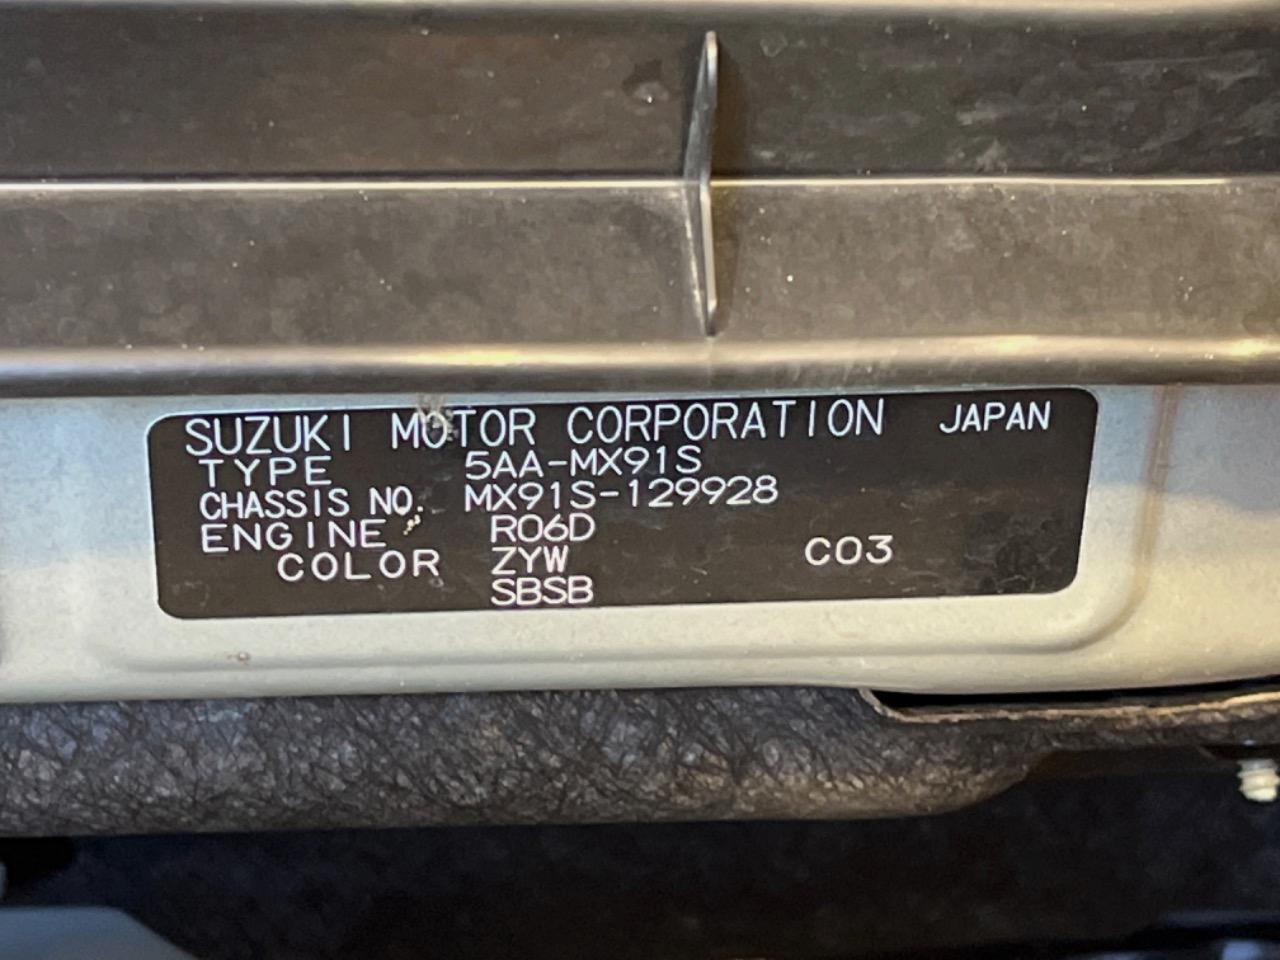 SUZUKI MOTOR CORPORATION JAPAN
TYPE 5AA-MX91S
CHASSIS NO. MX91S-129928
ENGINE R06D
COLOR ZYW C03
SBSB